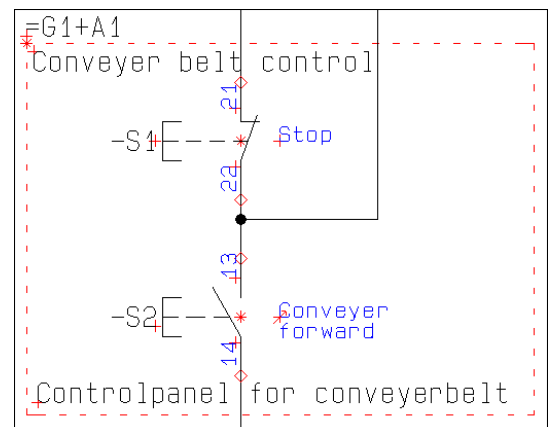 =G1+A1
Conveyer belt control
21
-S1
Stop
22
13
-S2
Conveyer
forward
14
Controlpanel for conveyerbelt